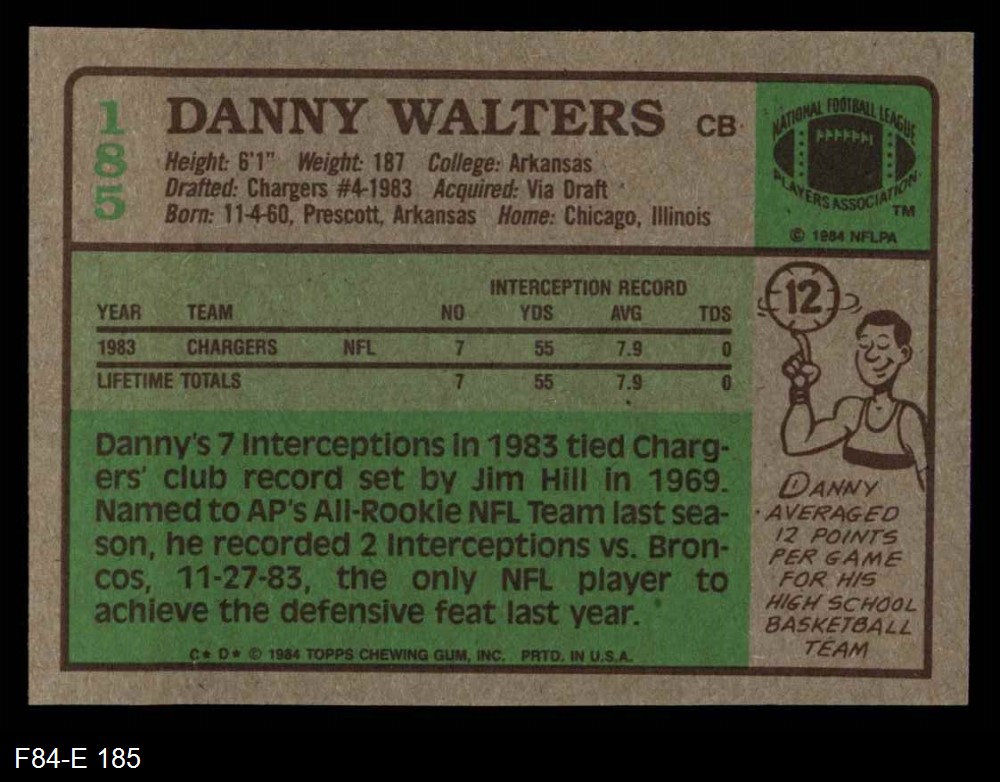 185
DANNY WALTERS CB
Height: 6'1" Weight: 187 College: Arkansas
Drafted: Chargers #4-1983 Acquired: Via Draft
Born: 11-4-60, Prescott, Arkansas Home: Chicago, Illinois
NATIONAL FOOTBALL LEAGUE
PLAYERS ASSOCIATION
TM
© 1984 NFLPA
INTERCEPTION RECORD
YEAR TEAM NO YDS AVG TDS
1983 CHARGERS NFL 7 55 7.9 0
LIFETIME TOTALS 7 55 7.9 0
Danny's 7 Interceptions in 1983 tied Charg-
ers' club record set by Jim Hill in 1969.
Named to AP's All-Rookie NFL Team last sea-
son, he recorded 2 Interceptions vs. Bron-
cos, 11-27-83, the only NFL player to
achieve the defensive feat last year.
C★ D★ © 1984 TOPPS CHEWING GUM, INC. PRTD. IN U.S.A.
12
DANNY
AVERAGED
12 POINTS
PER GAME
FOR HIS
HIGH SCHOOL
BASKETBALL
TEAM
F84-E 185